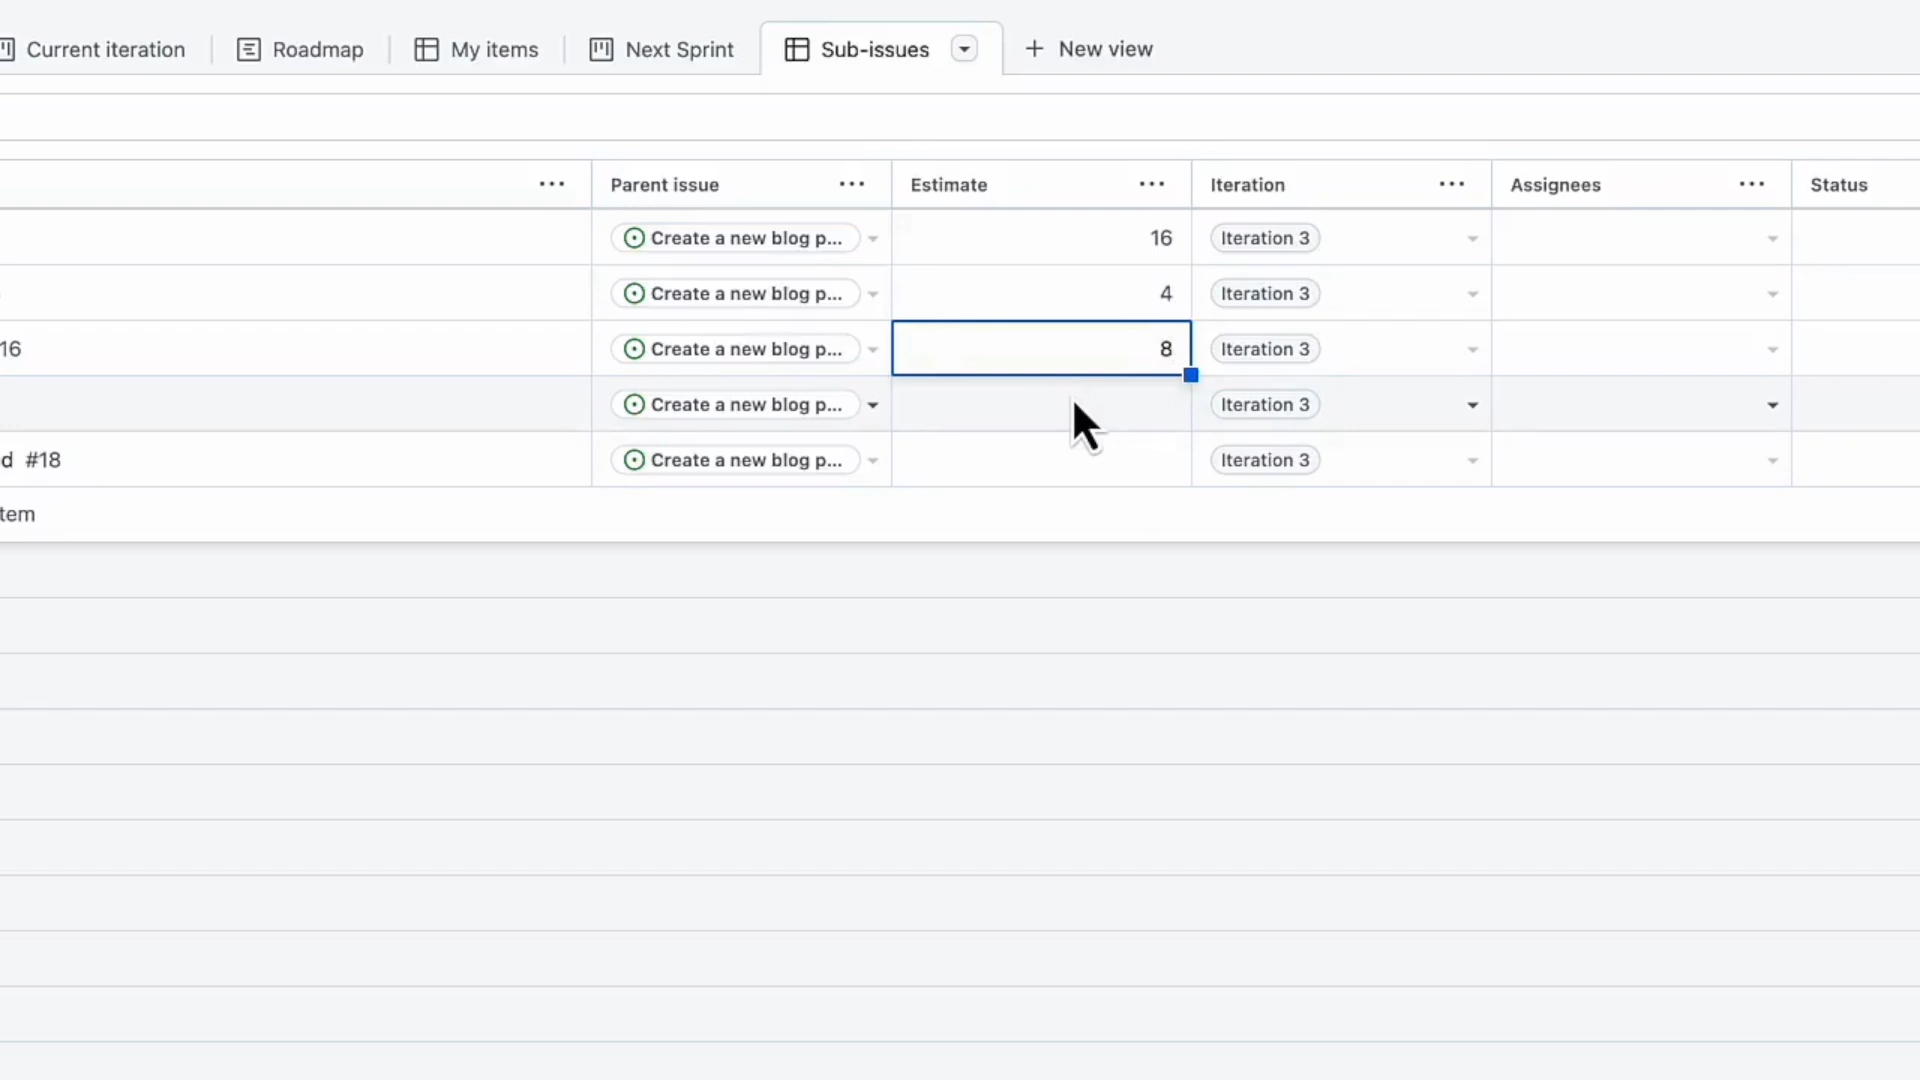 Current iteration Roadmap My items Next Sprint Sub-issues New view
Parent issue Estimate Iteration Assignees Status
Create a new blog p... 16 Iteration 3
Create a new blog p... 4 Iteration 3
16 Create a new blog p... 8 Iteration 3
Create a new blog p... Iteration 3
d #18 Create a new blog p... Iteration 3
tem